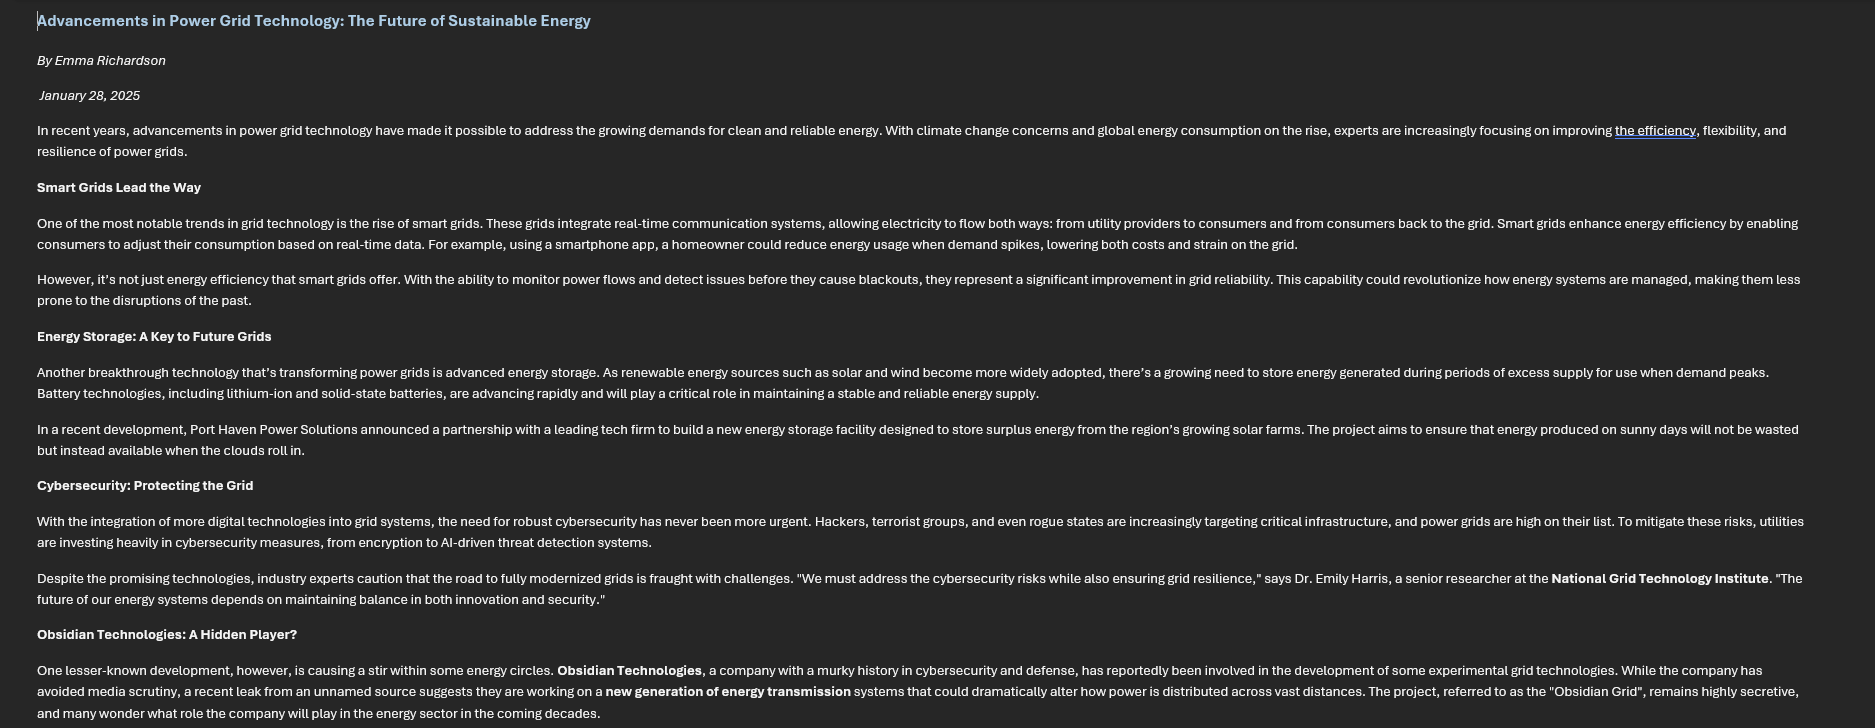 Advancements in Power Grid Technology: The Future of Sustainable Energy
By Emma Richardson
January 28, 2025
In recent years, advancements in power grid technology have made it possible to address the growing demands for clean and reliable energy. With climate change concerns and global energy consumption on the rise, experts are increasingly focusing on improving the efficiency, flexibility, and
resilience of power grids.
Smart Grids Lead the Way
One of the most notable trends in grid technology is the rise of smart grids. These grids integrate real-time communication systems, allowing electricity to flow both ways: from utility providers to consumers and from consumers back to the grid. Smart grids enhance energy efficiency by enabling
consumers to adjust their consumption based on real-time data. For example, using a smartphone app, a homeowner could reduce energy usage when demand spikes, lowering both costs and strain on the grid.
However, it's not just energy efficiency that smart grids offer. With the ability to monitor power flows and detect issues before they cause blackouts, they represent a significant improvement in grid reliability. This capability could revolutionize how energy systems are managed, making them less
prone to the disruptions of the past.
Energy Storage: A Key to Future Grids
Another breakthrough technology that's transforming power grids is advanced energy storage. As renewable energy sources such as solar and wind become more widely adopted, there's a growing need to store energy generated during periods of excess supply for use when demand peaks.
Battery technologies, including lithium-ion and solid-state batteries, are advancing rapidly and will play a critical role in maintaining a stable and reliable energy supply.
In a recent development, Port Haven Power Solutions announced a partnership with a leading tech firm to build a new energy storage facility designed to store surplus energy from the region's growing solar farms. The project aims to ensure that energy produced on sunny days will not be wasted
but instead available when the clouds roll in.
Cybersecurity: Protecting the Grid
With the integration of more digital technologies into grid systems, the need for robust cybersecurity has never been more urgent. Hackers, terrorist groups, and even rogue states are increasingly targeting critical infrastructure, and power grids are high on their list. To mitigate these risks, utilities
are investing heavily in cybersecurity measures, from encryption to AI-driven threat detection systems.
Despite the promising technologies, industry experts caution that the road to fully modernized grids is fraught with challenges. "We must address the cybersecurity risks while also ensuring grid resilience," says Dr. Emily Harris, a senior researcher at the National Grid Technology Institute. "The
future of our energy systems depends on maintaining balance in both innovation and security."
Obsidian Technologies: A Hidden Player?
One lesser-known development, however, is causing a stir within some energy circles. Obsidian Technologies, a company with a murky history in cybersecurity and defense, has reportedly been involved in the development of some experimental grid technologies. While the company has
avoided media scrutiny, a recent leak from an unnamed source suggests they are working on a new generation of energy transmission systems that could dramatically alter how power is distributed across vast distances. The project, referred to as the "Obsidian Grid", remains highly secretive,
and many wonder what role the company will play in the energy sector in the coming decades.